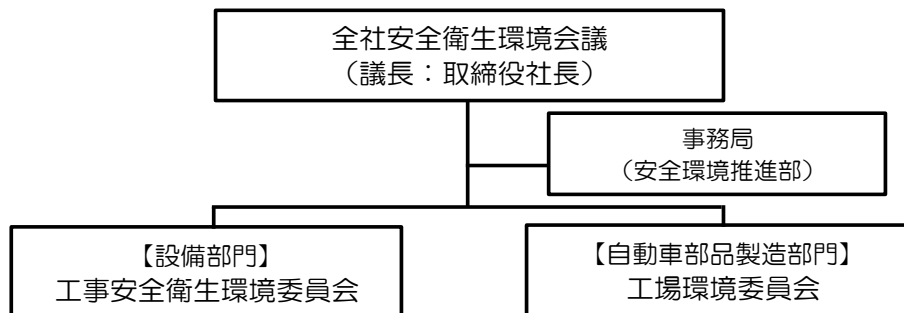 全社安全衛生環境会議
（議長：取締役社長）
事務局
（安全環境推進部）
【設備部門】
工事安全衛生環境委員会
【自動車部品製造部門】
工場環境委員会